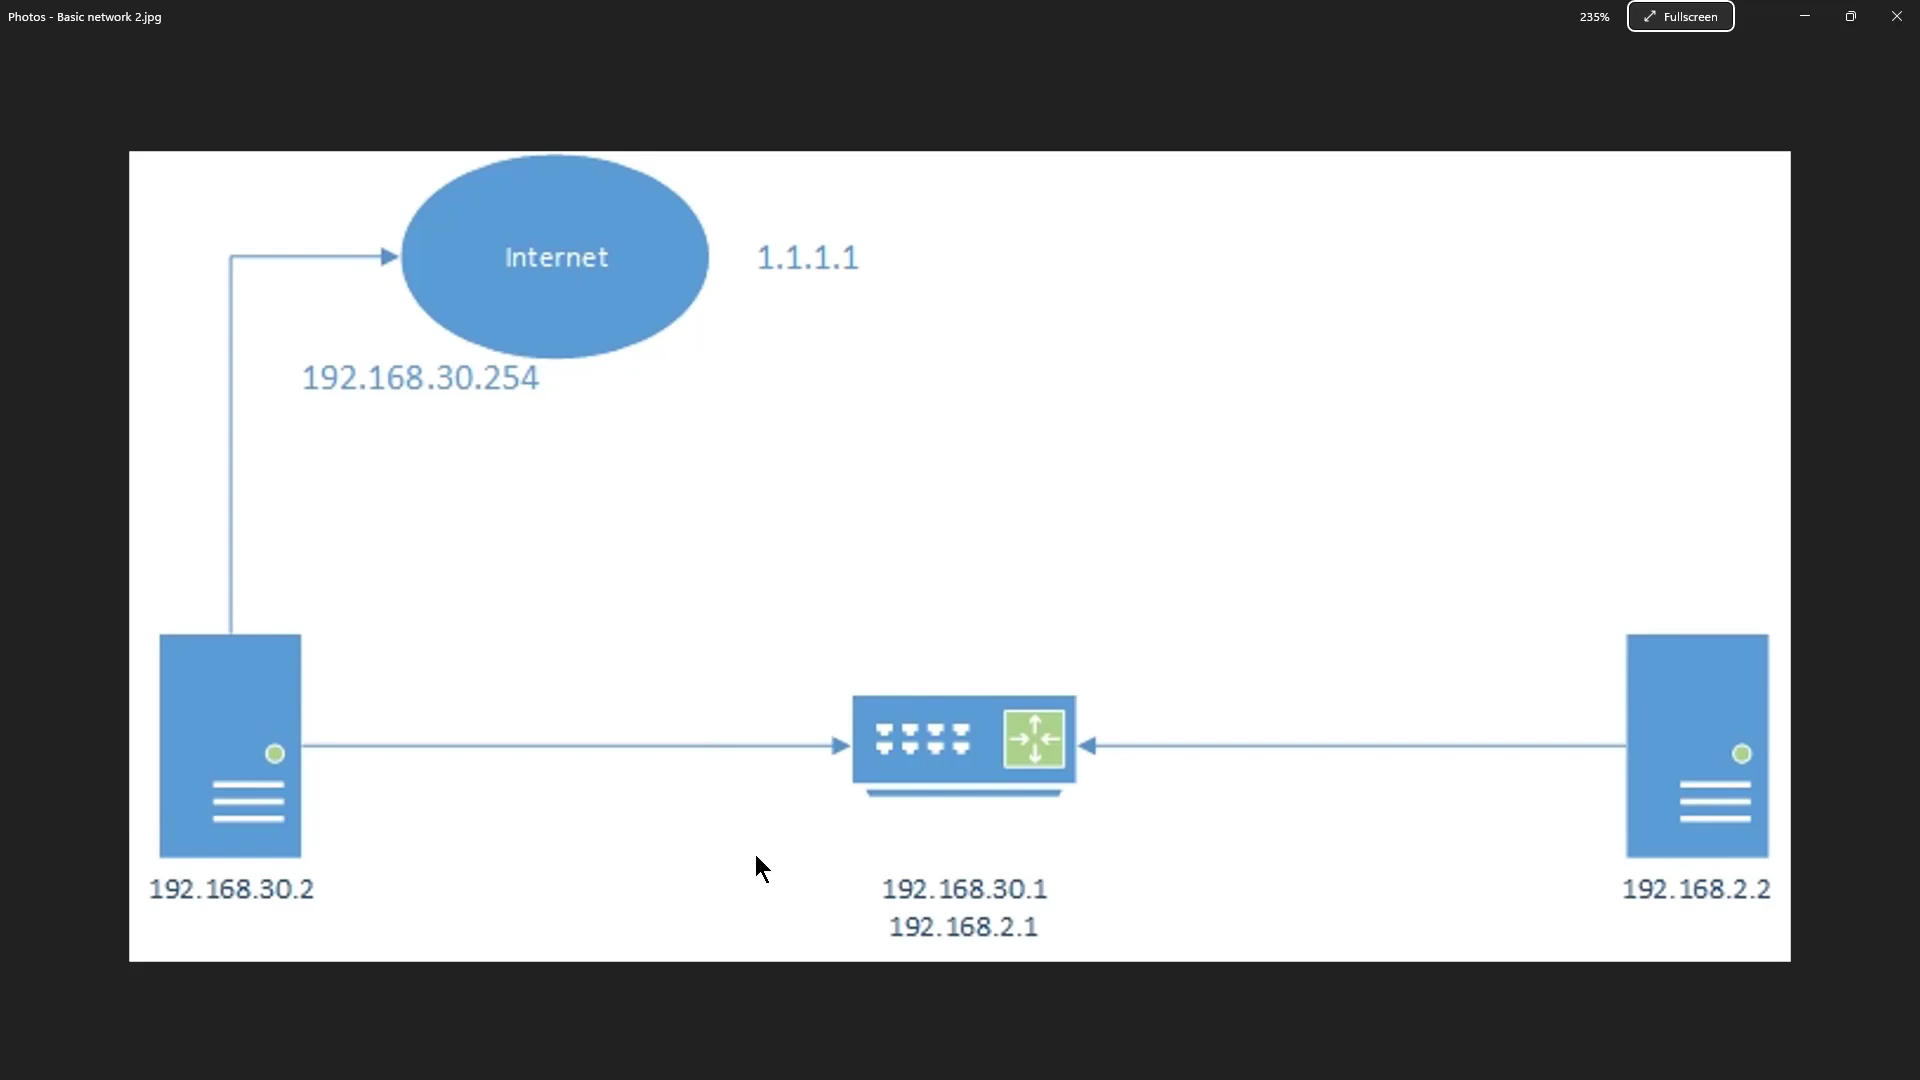 Photos - Basic network 2.jpg
235%
Fullscreen
Internet
1.1.1.1
192.168.30.254
192.168.30.2
192.168.30.1
192.168.2.1
192.168.2.2